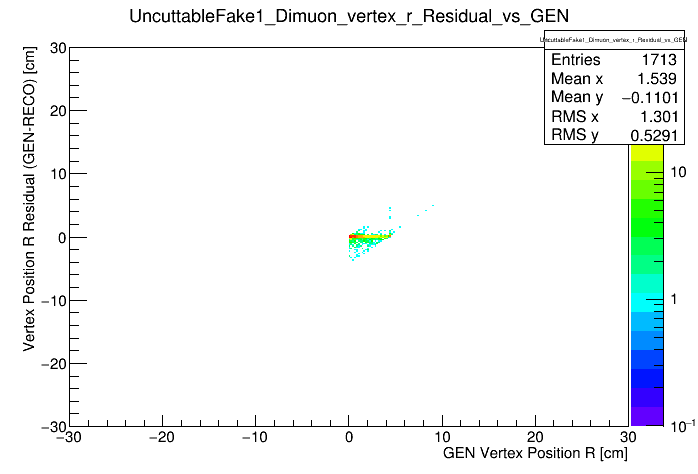 UncuttableFake1_Dimuon_vertex_r_Residual_vs_GEN
UncuttableFake1_Dimuon_vertex_r_Residual_vs_GEN
Entries 1713
Mean x 1.539
Mean y −0.1101
RMS x 1.301
RMS y 0.5291
Vertex Position R Residual (GEN-RECO) [cm]
30
20
10
0
−10
−20
−30
−30 −20 −10 0 10 20 30
GEN Vertex Position R [cm]
10
1
10⁻¹